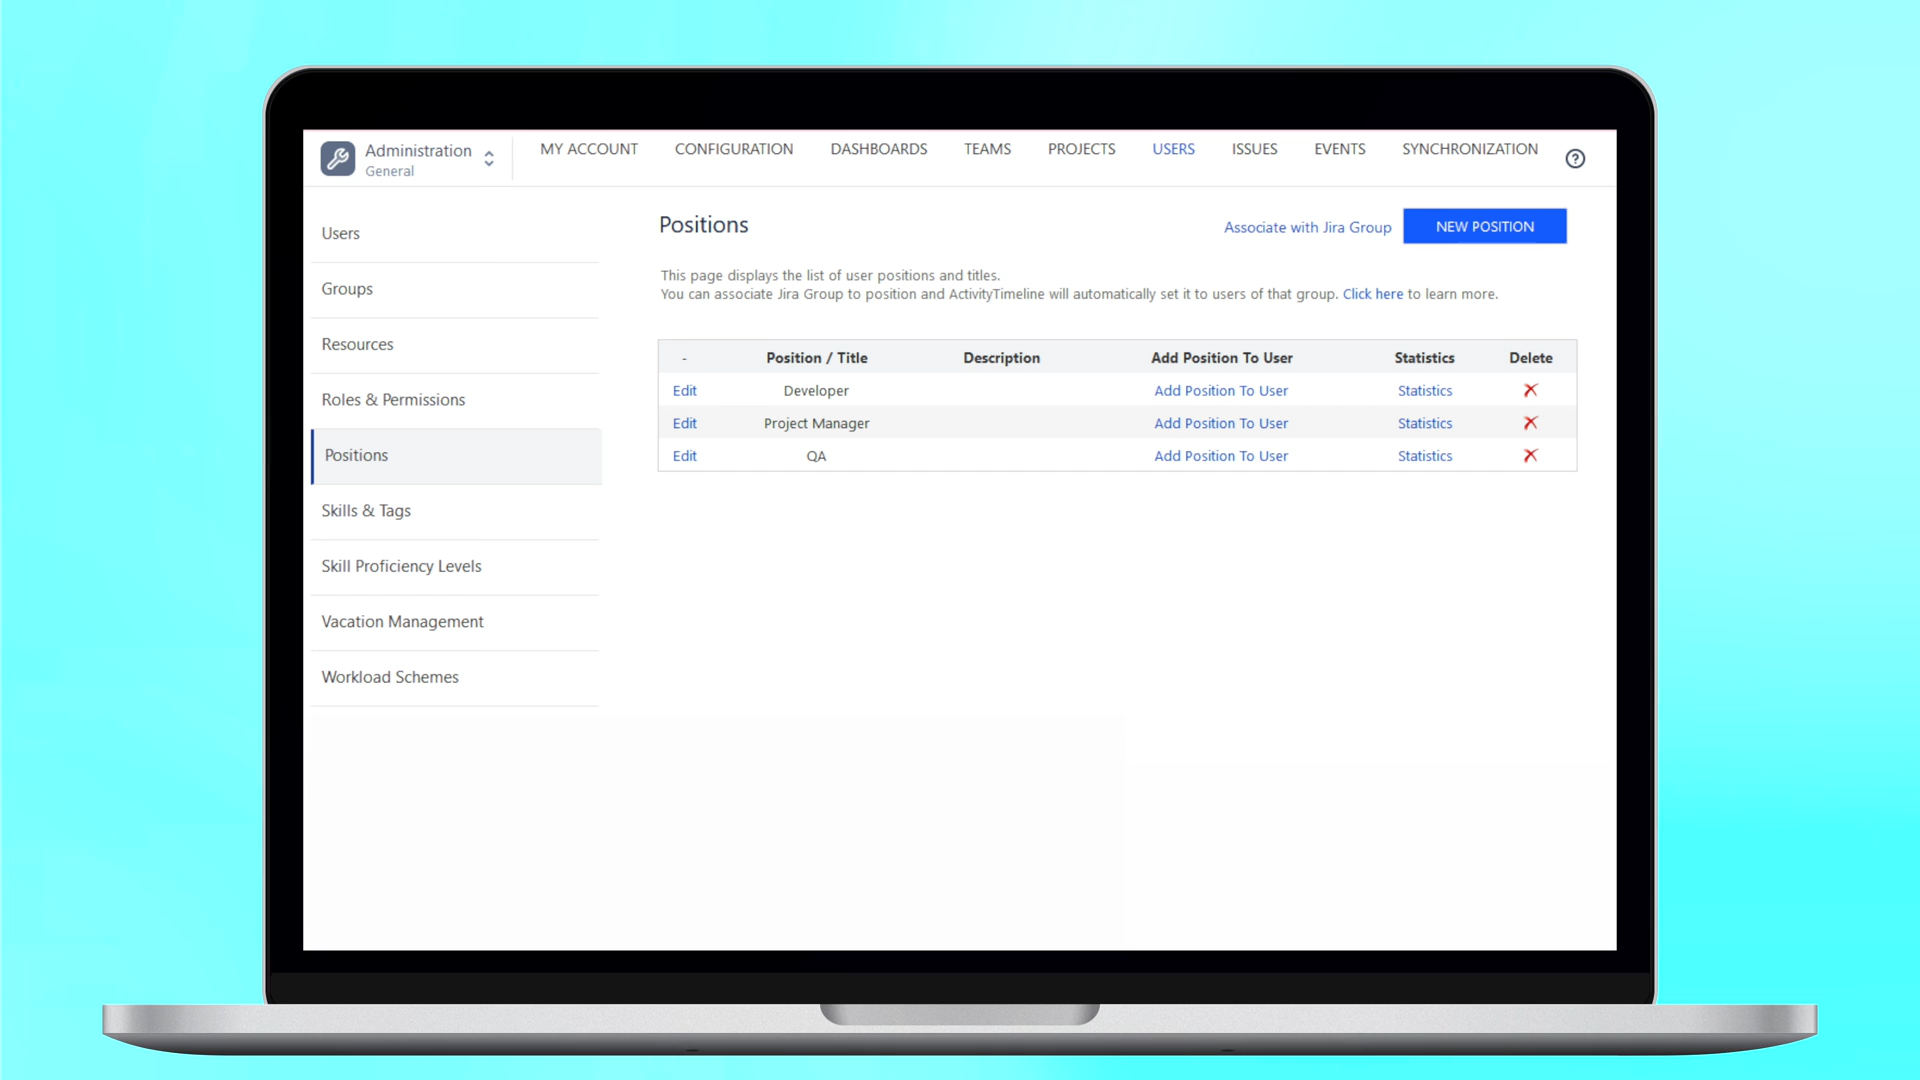 Administration
General
MY ACCOUNT CONFIGURATION DASHBOARDS TEAMS PROJECTS USERS ISSUES EVENTS SYNCHRONIZATION ?
Users
Groups
Resources
Roles & Permissions
Positions
Skills & Tags
Skill Proficiency Levels
Vacation Management
Workload Schemes
Positions
Associate with Jira Group NEW POSITION
This page displays the list of user positions and titles.
You can associate Jira Group to position and ActivityTimeline will automatically set it to users of that group. Click here to learn more.
- Position / Title Description Add Position To User Statistics Delete
Edit Developer Add Position To User Statistics
Edit Project Manager Add Position To User Statistics
Edit QA Add Position To User Statistics